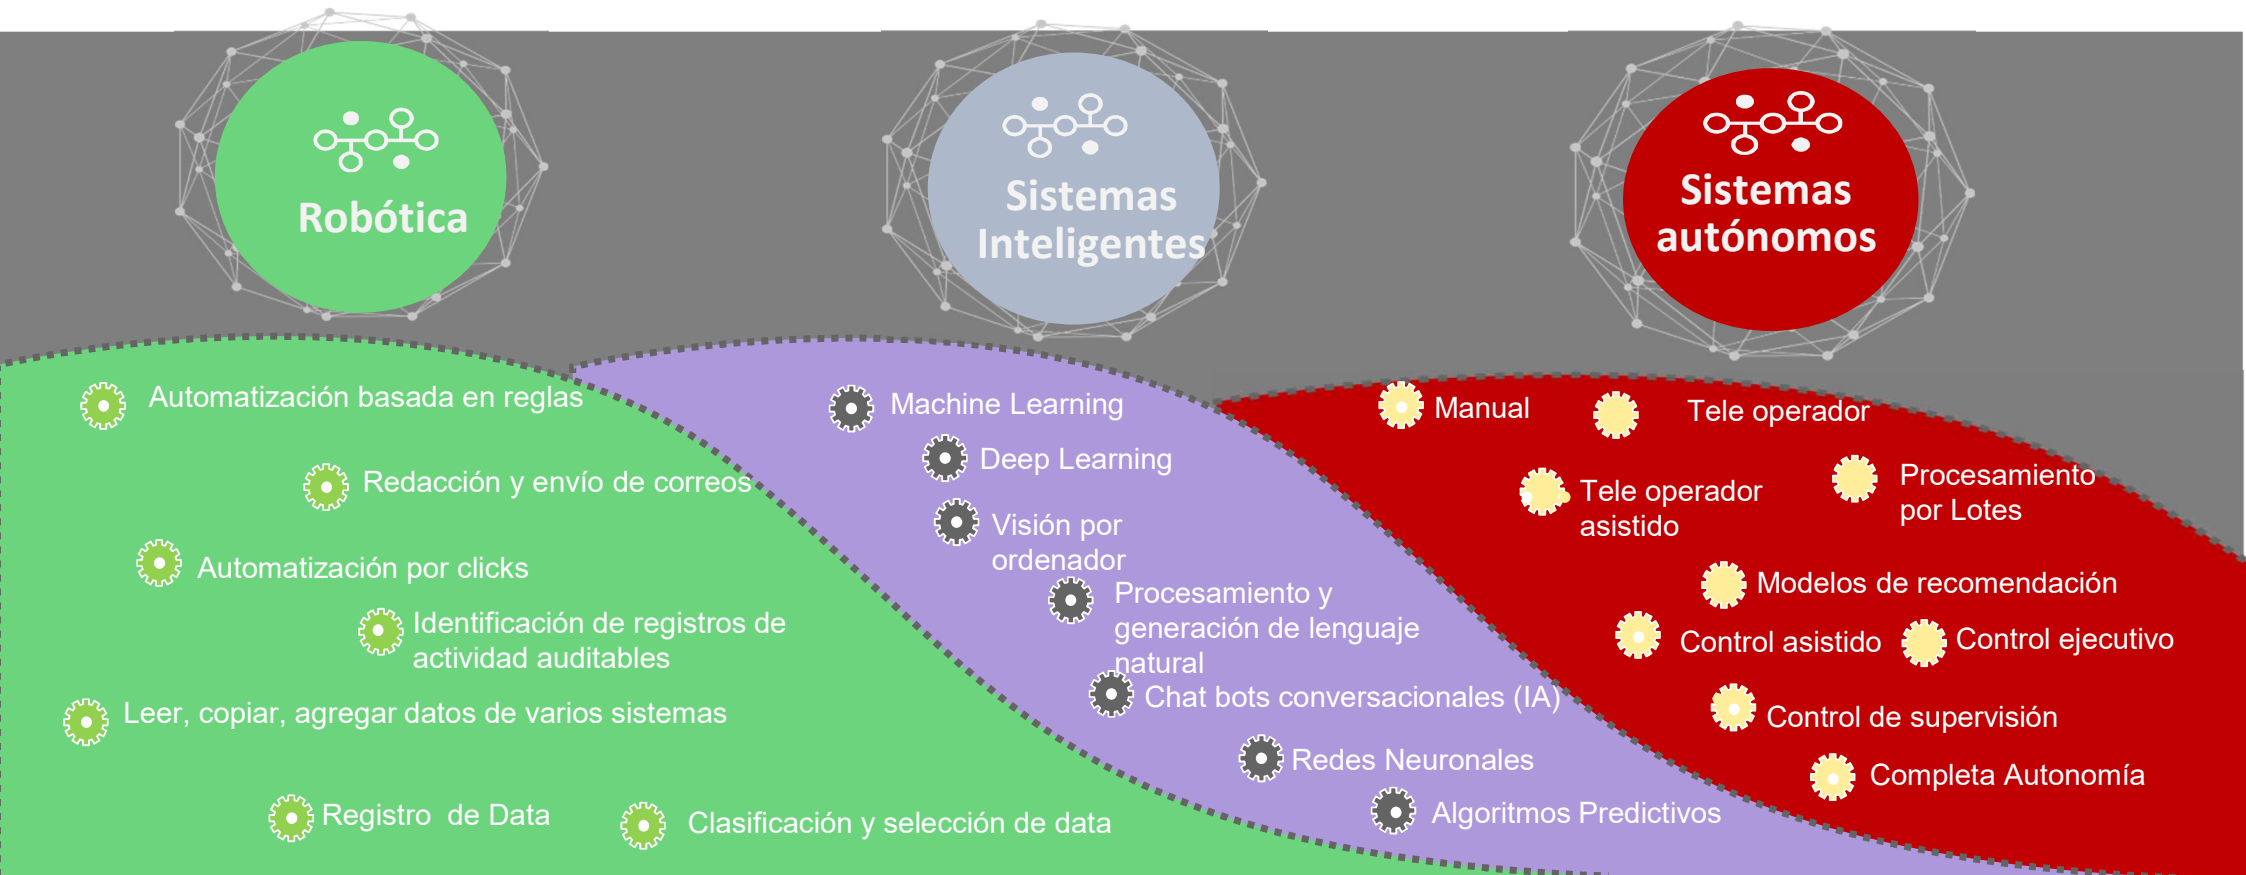 Robótica
Sistemas
Inteligentes
Sistemas
autónomos
Automatización basada en reglas
Redacción y envío de correos
Automatización por clicks
Identificación de registros de
actividad auditables
Leer, copiar, agregar datos de varios sistemas
Registro de Data
Clasificación y selección de data
Machine Learning
Deep Learning
Visión por
ordenador
Procesamiento y
generación de lenguaje
natural
Chat bots conversacionales (IA)
Redes Neuronales
Algoritmos Predictivos
Manual
Tele operador
Tele operador
asistido
Procesamiento
por Lotes
Modelos de recomendación
Control asistido
Control ejecutivo
Control de supervisión
Completa Autonomía